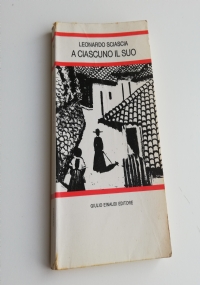 LEONARDO SCIASCIA
A CIASCUNO IL SUO
GIULIO EINAUDI EDITORE